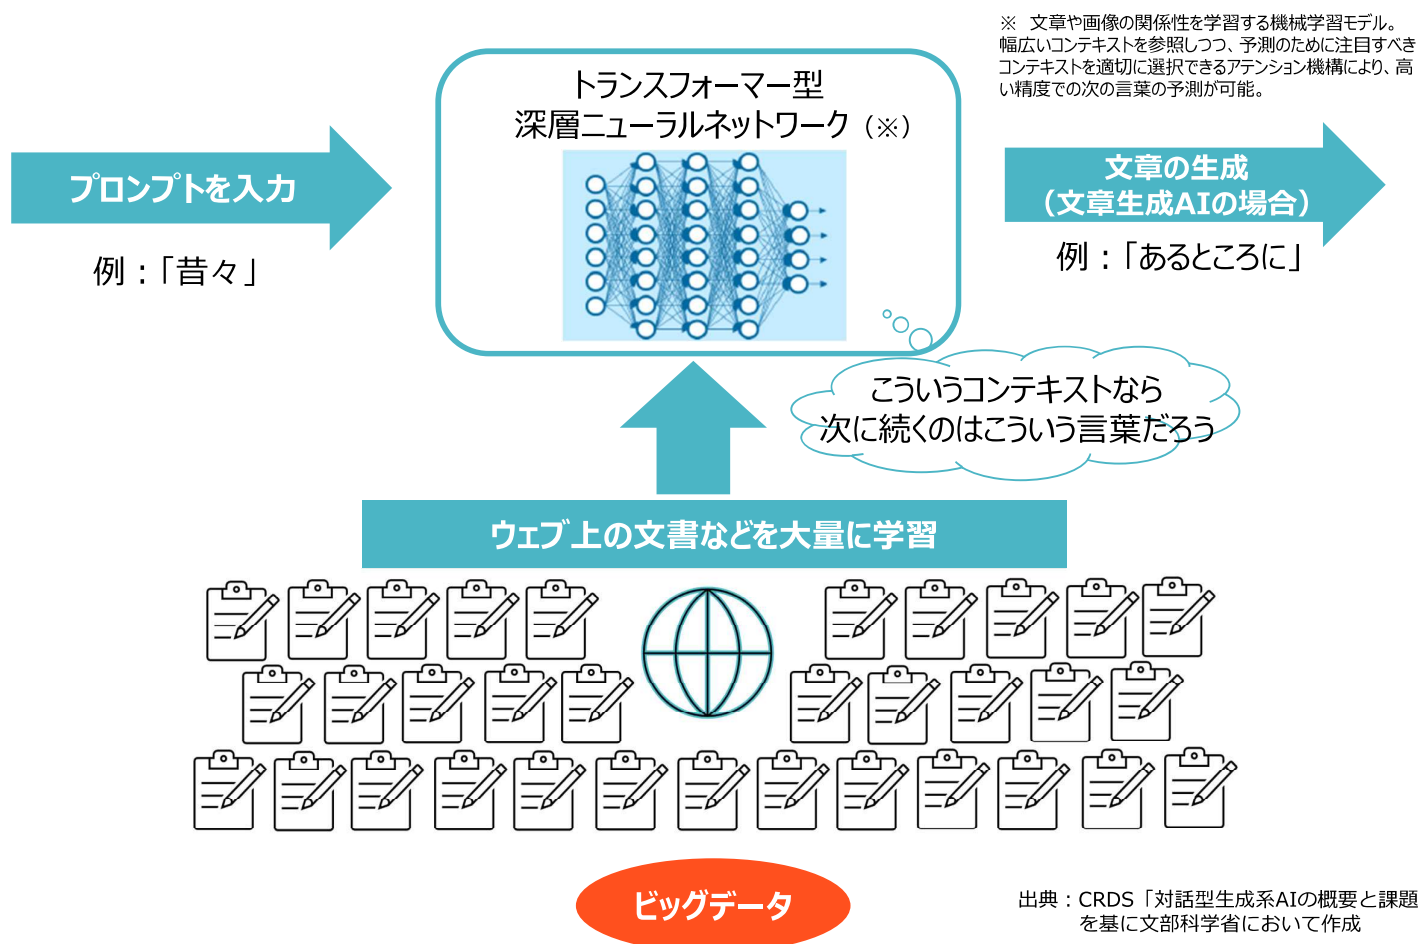 ※　文章や画像の関係性を学習する機械学習モデル。
幅広いコンテキストを参照しつつ、予測のために注目すべき
コンテキストを適切に選択できるアテンション機構により、高
い精度での次の言葉の予測が可能。
トランスフォーマー型
深層ニューラルネットワーク（※）
プロンプトを入力
例：「昔々」
文章の生成
（文章生成AIの場合）
例：「あるところに」
こういうコンテキストなら
次に続くのはこういう言葉だろう
ウェブ上の文書などを大量に学習
ビッグデータ
出典：CRDS「対話型生成系AIの概要と課題
を基に文部科学省において作成